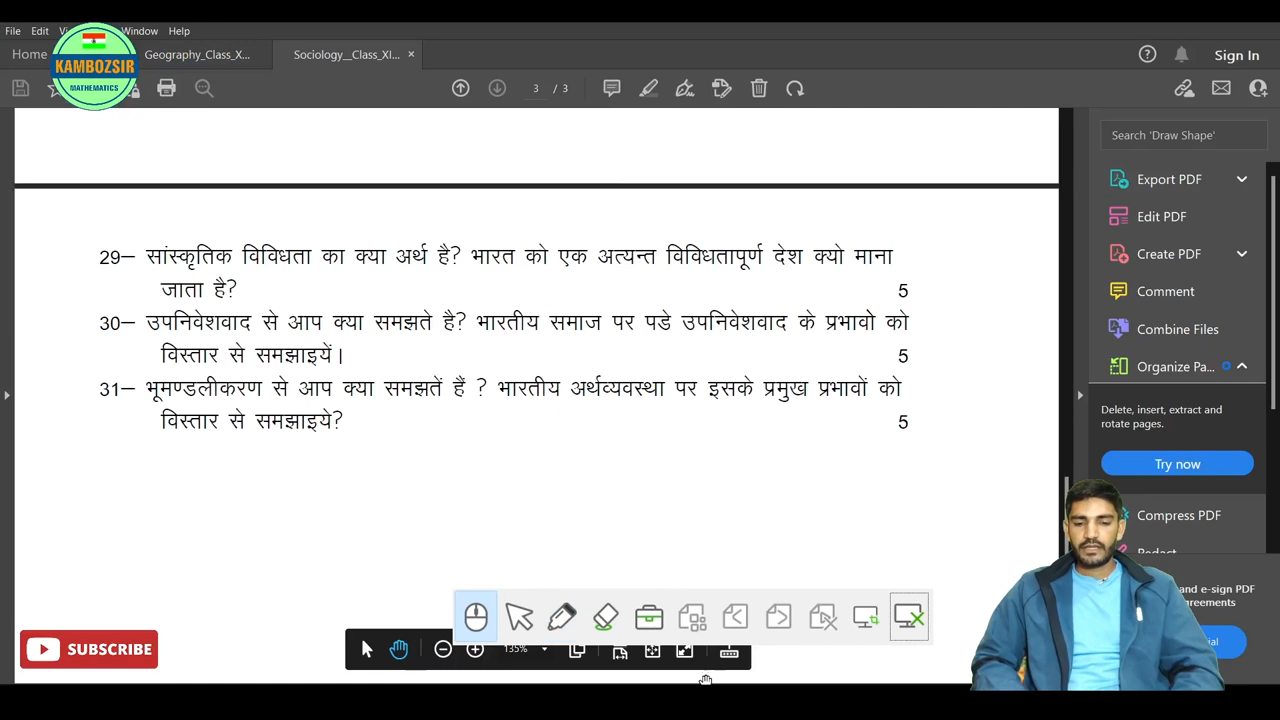 File Edit Window Help
Home Geography_Class_X... Sociology__Class_XI... × Sign In
KAMBOZSIR
MATHEMATICS
3 / 3
Search 'Draw Shape'
Export PDF
Edit PDF
Create PDF
Comment
Combine Files
Organize Pa...
Delete, insert, extract and
rotate pages.
Try now
Compress PDF
29– सांस्कृतिक विविधता का क्या अर्थ है? भारत को एक अत्यन्त विविधतापूर्ण देश क्यो माना
जाता है? 5
30– उपनिवेशवाद से आप क्या समझते है? भारतीय समाज पर पडे उपनिवेशवाद के प्रभावो को
विस्तार से समझाइयें। 5
31– भूमण्डलीकरण से आप क्या समझतें हैं ? भारतीय अर्थव्यवस्था पर इसके प्रमुख प्रभावों को
विस्तार से समझाइये? 5
and e-sign PDF
SUBSCRIBE
135%